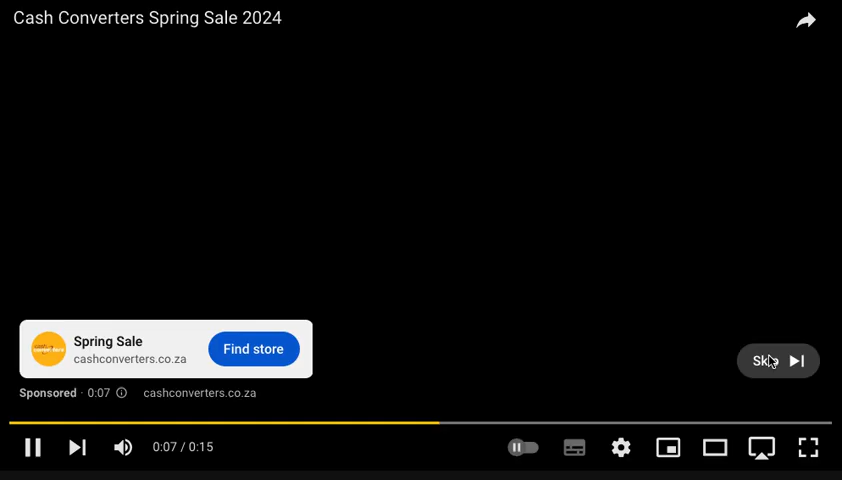 Cash Converters Spring Sale 2024
Spring Sale
cashconverters.co.za
Find store
Skip
Sponsored · 0:07
cashconverters.co.za
0:07 / 0:15